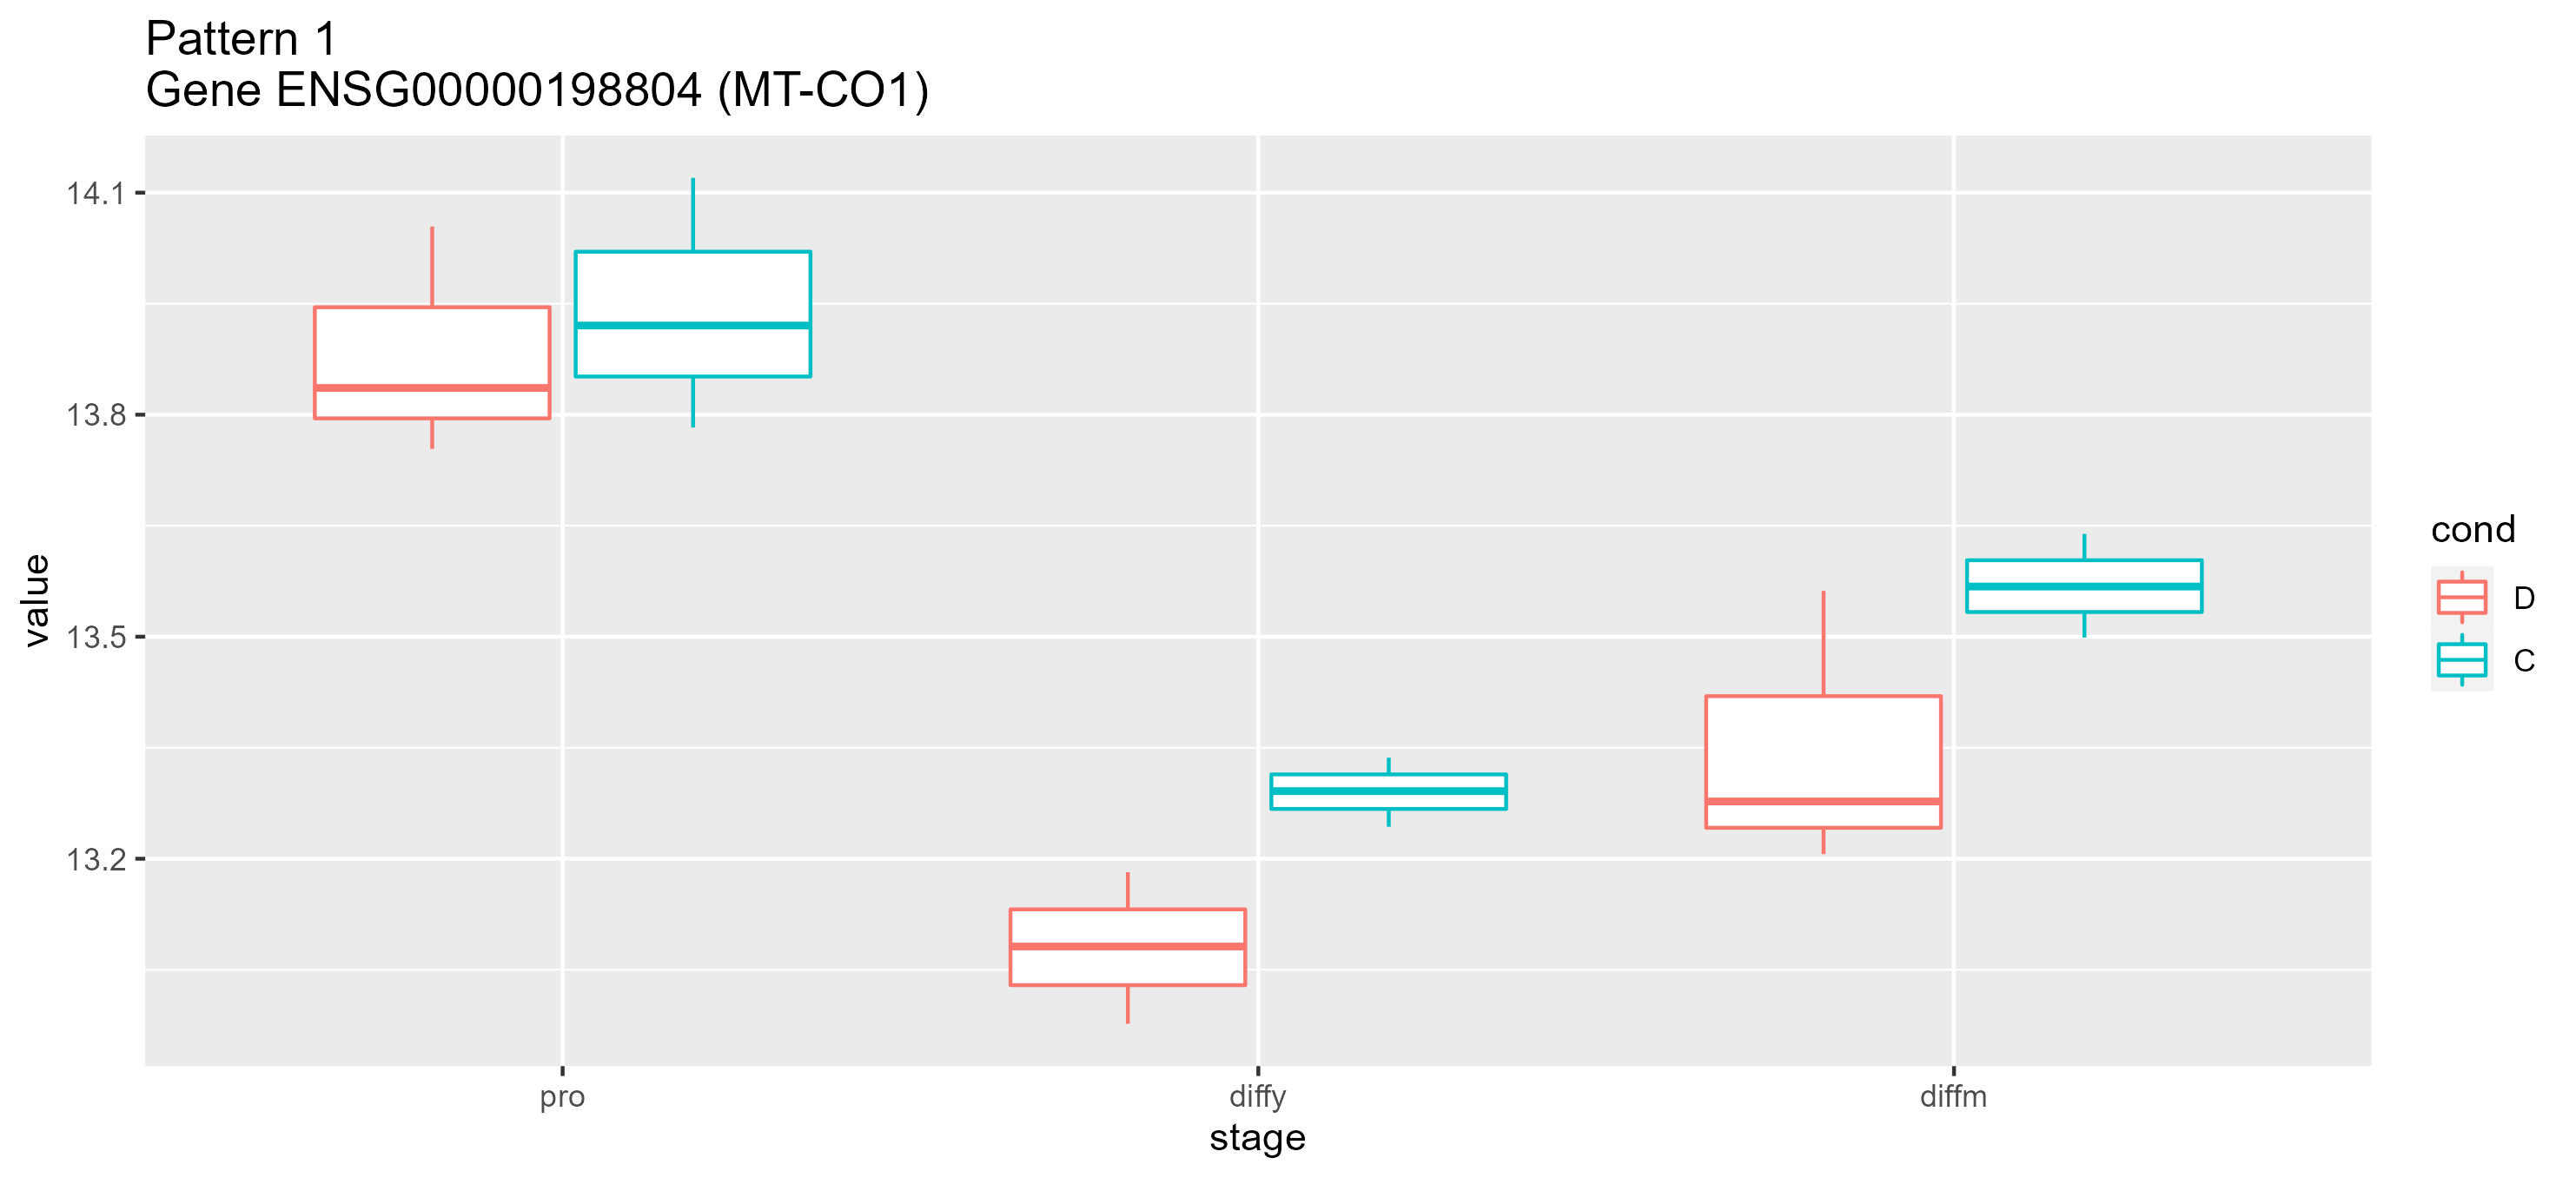 Pattern 1
Gene ENSG00000198804 (MT-CO1)
14.1
13.8
13.5
13.2
value
pro
diffy
diffm
stage
cond
D
C